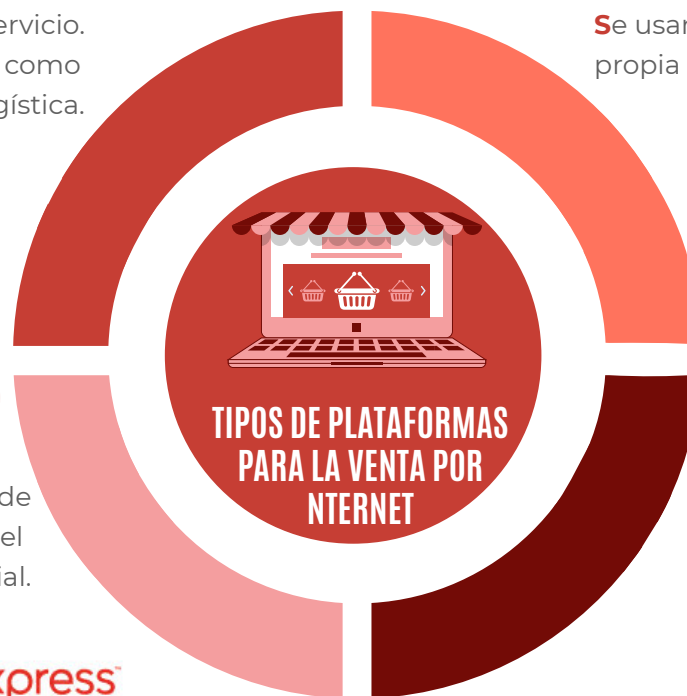 ervicio.
como
gística.
Se usar
propia
TIPOS DE PLATAFORMAS
PARA LA VENTA POR
NTERNET
de
el
ial.
xpress